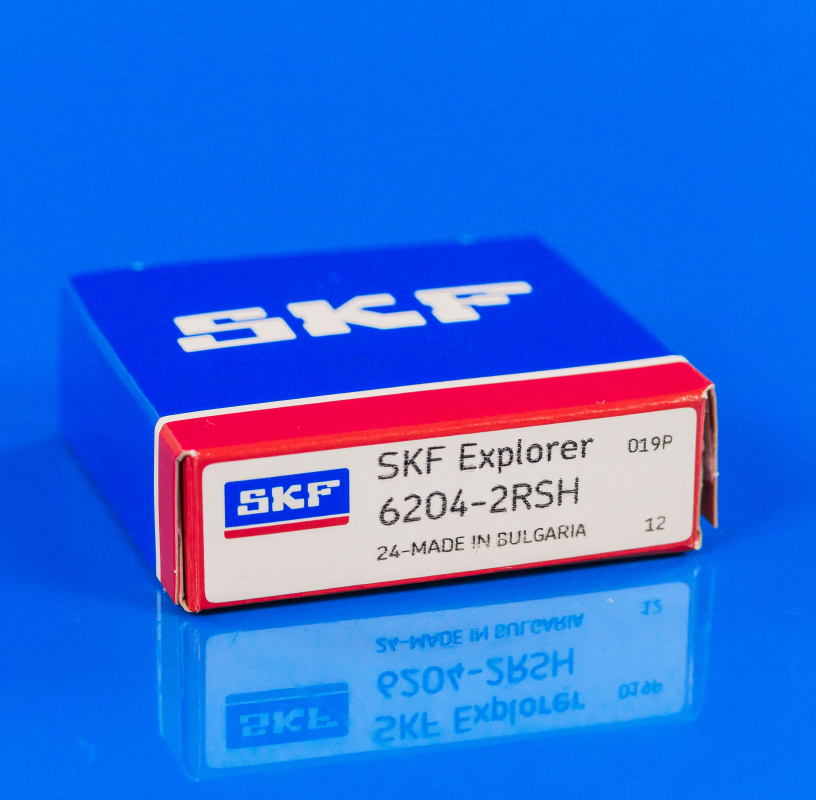 SKF
SKF
SKF Explorer
019P
6204-2RSH
24-MADE IN BULGARIA
12